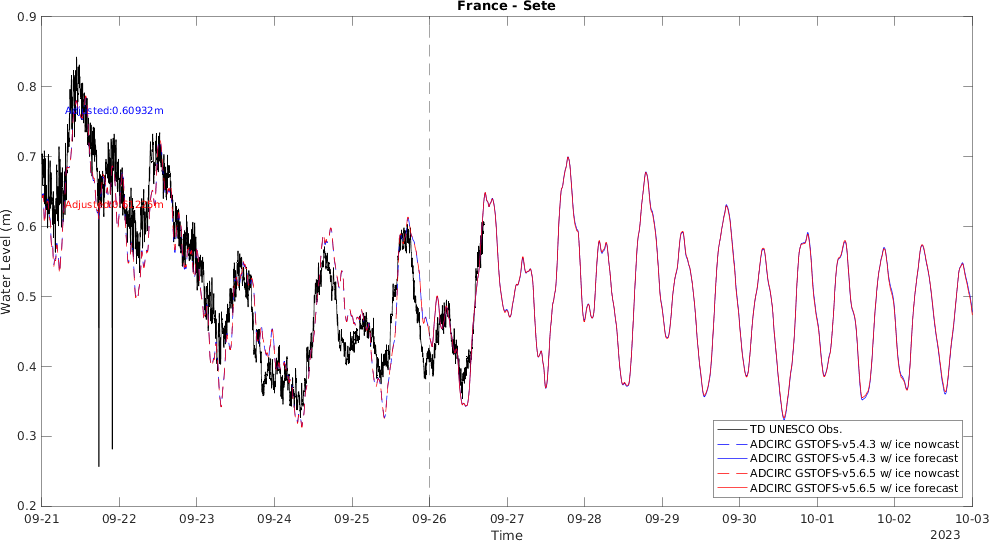 France - Sete
0.9
0.8
0.7
0.6
0.5
0.4
0.3
0.2
Water Level (m)
Adjusted:0.60932m
09-21
09-22
09-23
09-24
09-25
09-26
09-27
09-28
09-29
09-30
10-01
10-02
10-03
Time
2023
TD UNESCO Obs.
ADCIRC GSTOFS-v5.4.3 w/ ice nowcast
ADCIRC GSTOFS-v5.4.3 w/ ice forecast
ADCIRC GSTOFS-v5.6.5 w/ ice nowcast
ADCIRC GSTOFS-v5.6.5 w/ ice forecast